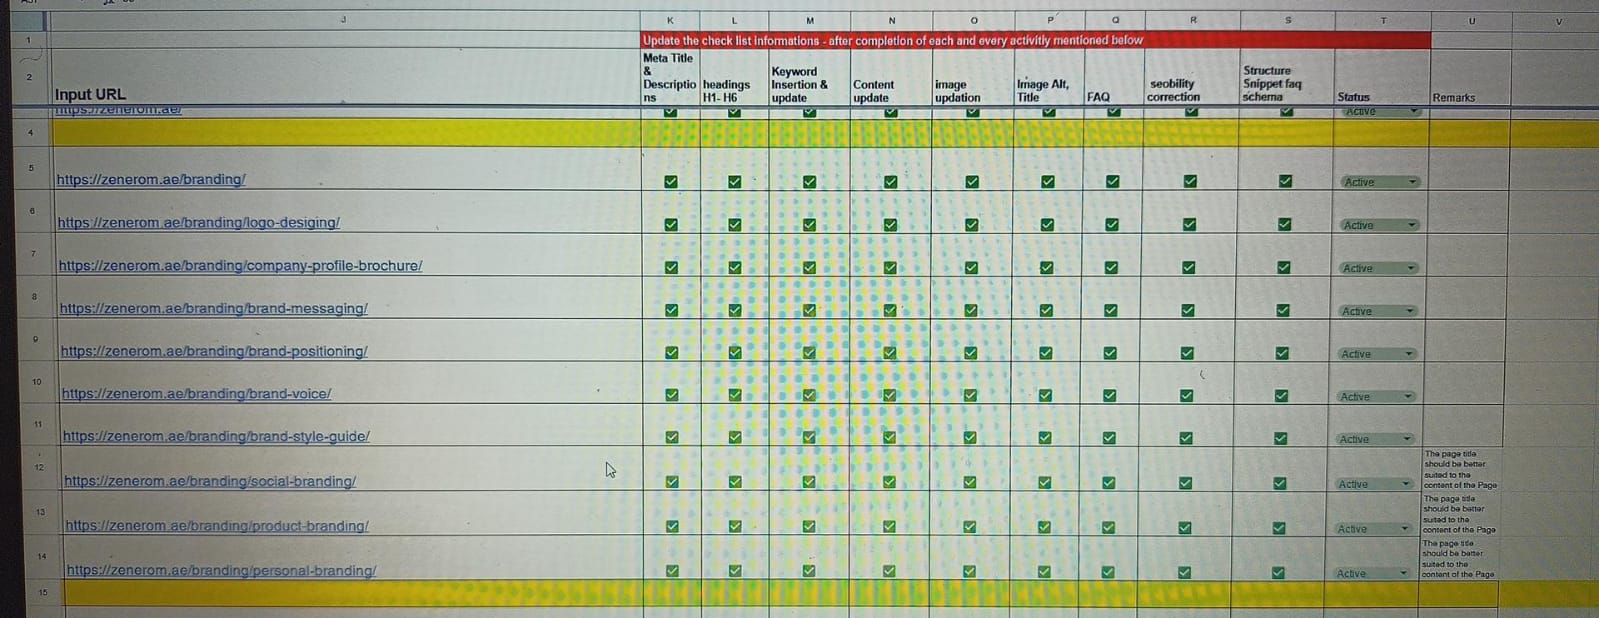 J K L M N O P Q R S T U V
1 Update the check list informations - after completion of each and every activitiy mentioned below
2 Input URL
Meta Title & Descriptio ns
headings H1- H6
Keyword Insertion & update
Content update
image updation
Image Alt, Title
FAQ
seobility correction
Structure Snippet faq schema
Status
Remarks
https://zenerom.ae/ Active
4
5 https://zenerom.ae/branding/ Active
6 https://zenerom.ae/branding/logo-desiging/ Active
7 https://zenerom.ae/branding/company-profile-brochure/ Active
8 https://zenerom.ae/branding/brand-messaging/ Active
9 https://zenerom.ae/branding/brand-positioning/ Active
10 https://zenerom.ae/branding/brand-voice/ Active
11 https://zenerom.ae/branding/brand-style-guide/ Active
12 https://zenerom.ae/branding/social-branding/ Active
The page title
should be better
suited to the
content of the Page
13 https://zenerom.ae/branding/product-branding/ Active
The page title
should be better
suited to the
content of the Page
14 https://zenerom.ae/branding/personal-branding/ Active
The page title
should be better
suited to the
content of the Page
15